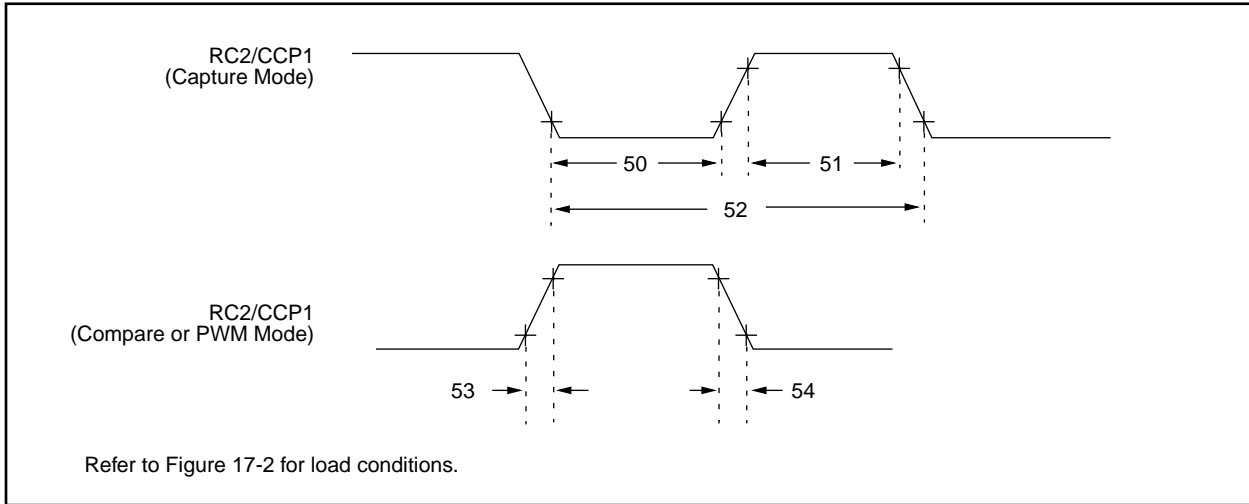 RC2/CCP1
(Capture Mode)
50
51
52
RC2/CCP1
(Compare or PWM Mode)
53
54
Refer to Figure 17-2 for load conditions.